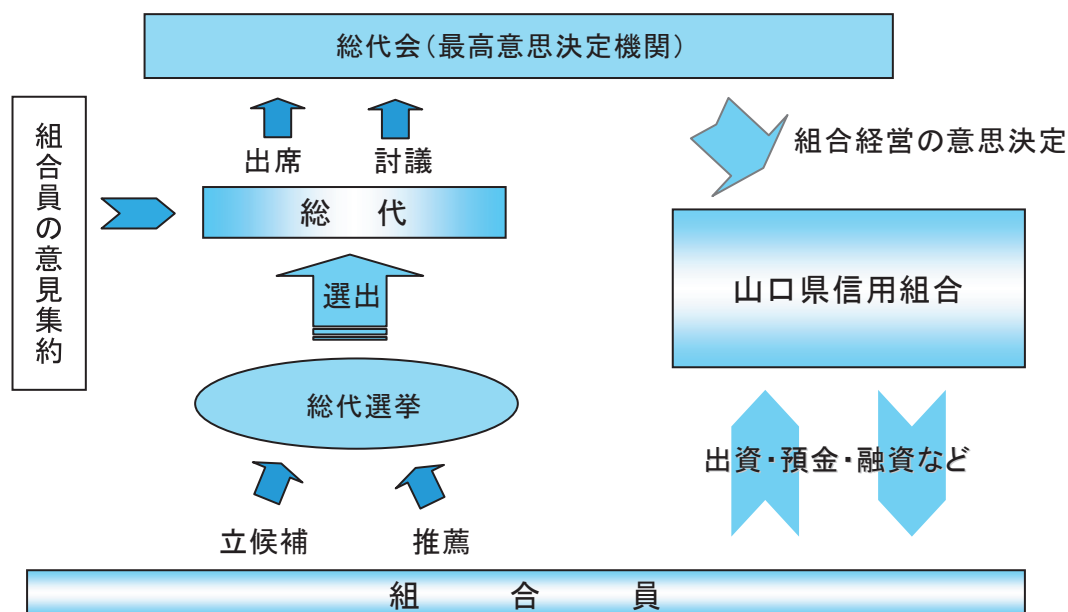 総代会（最高意思決定機関）
組合員の意見集約
出席
討議
組合経営の意思決定
総 代
選出
山口県信用組合
総代選挙
出資・預金・融資など
立候補
推薦
組 合 員